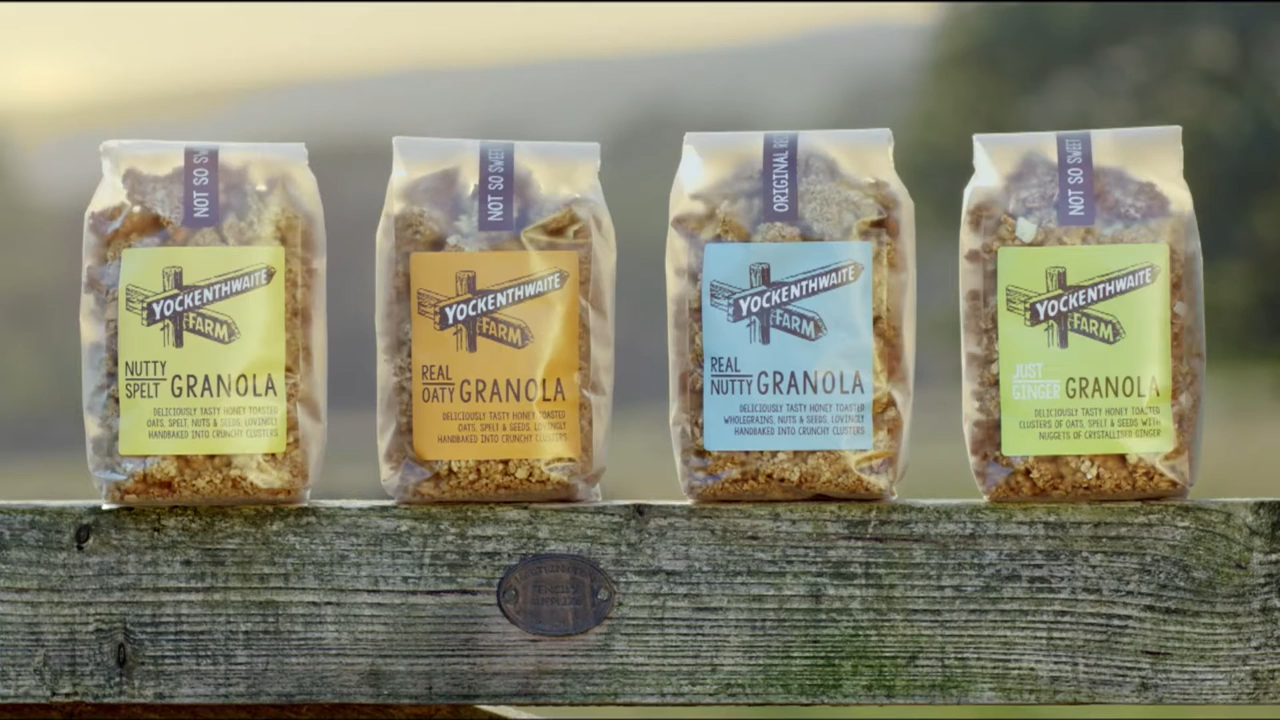 NOT SO
YOCKENTHWAITE
FARM
NUTTY
SPELT GRANOLA
DELICIOUSLY TASTY HONEY TOASTED
OATS, SPELT, NUTS & SEEDS, LOVINGLY
HANDBAKED INTO CRUNCHY CLUSTERS
NOT SO SWEET
YOCKENTHWAITE
FARM
REAL
OATY GRANOLA
DELICIOUSLY TASTY HONEY TOASTED
OATS, SPELT & SEEDS, LOVINGLY
HANDBAKED INTO CRUNCHY CLUSTERS
ORIGINAL
YOCKENTHWAITE
FARM
REAL
NUTTY GRANOLA
DELICIOUSLY TASTY HONEY TOASTED
WHOLEGRAINS, NUTS & SEEDS, LOVINGLY
HANDBAKED INTO CRUNCHY CLUSTERS
NOT SO SWEET
YOCKENTHWAITE
FARM
JUST
GINGER GRANOLA
DELICIOUSLY TASTY HONEY TOASTED
CLUSTERS OF OATS, SPELT & SEEDS WITH
NUGGETS OF CRYSTALLISED GINGER